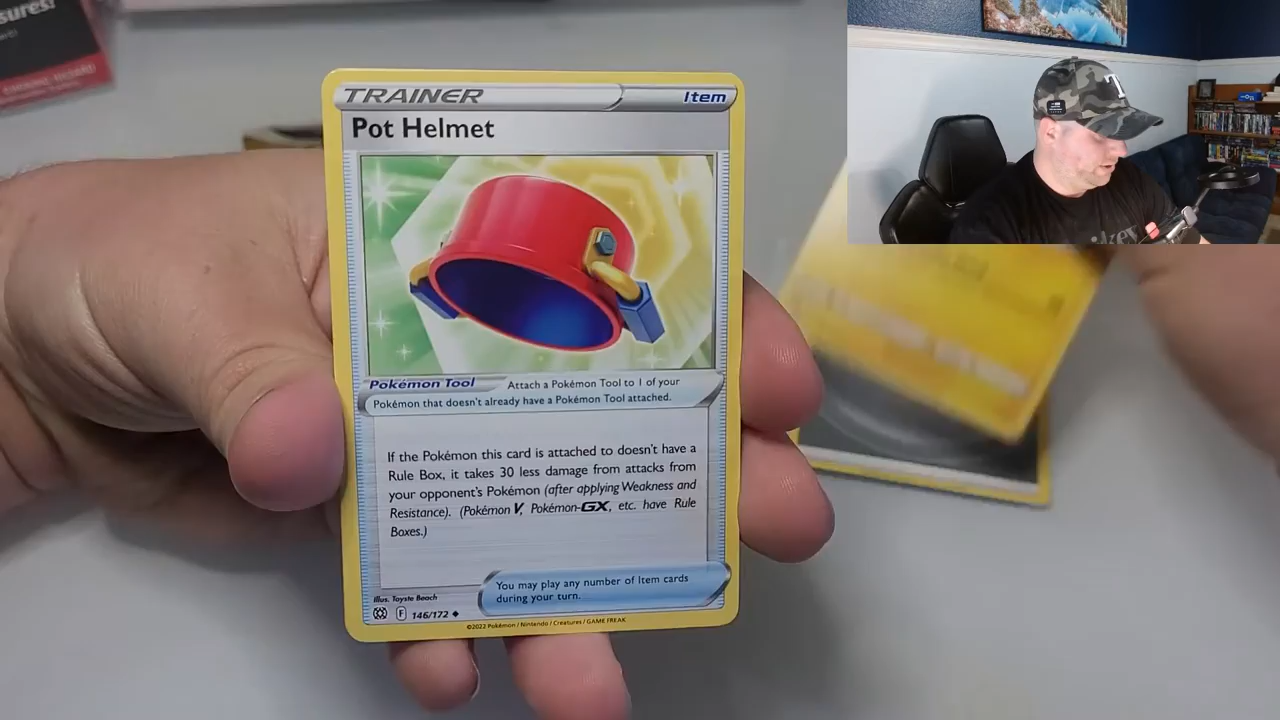 sures!
TRAINER Item
Pot Helmet
Pokémon Tool Attach a Pokémon Tool to 1 of your
Pokémon that doesn't already have a Pokémon Tool attached.
If the Pokémon this card is attached to doesn't have a
Rule Box, it takes 30 less damage from attacks from
your opponent's Pokémon (after applying Weakness and
Resistance). (Pokémon V, Pokémon-GX, etc. have Rule
Boxes.)
You may play any number of Item cards
during your turn.
Illus. Toyste Beach
F 146/172
©2022 Pokémon / Nintendo / Creatures / GAME FREAK